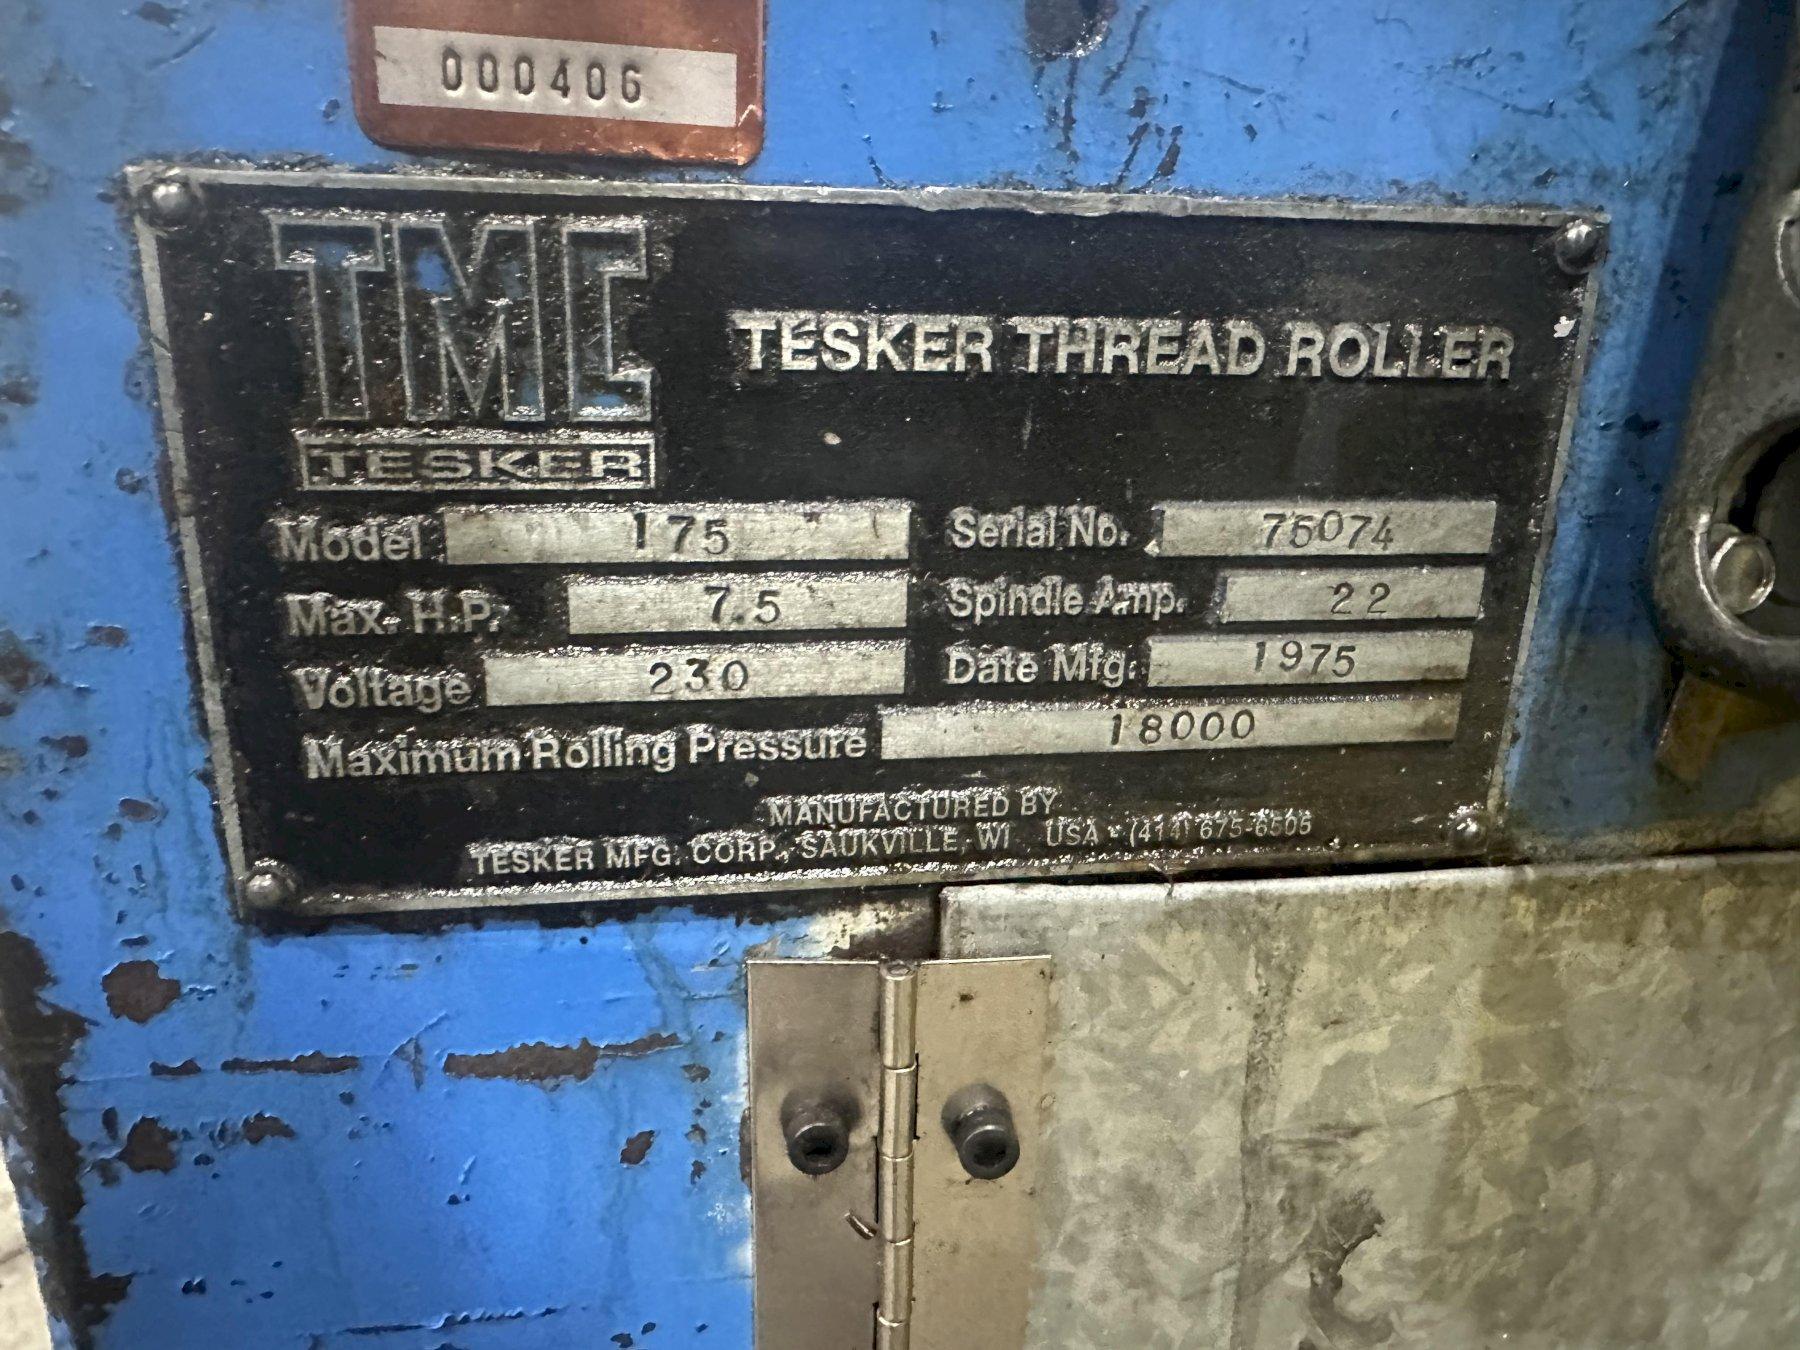 000406
TMC
TESKER
TESKER THREAD ROLLER
Model 175 Serial No. 75074
Max. H.P. 7.5 Spindle Amp. 22
Voltage 230 Date Mfg. 1975
Maximum Rolling Pressure 18000
MANUFACTURED BY
TESKER MFG. CORP., SAUKVILLE, WI USA • (414) 675-6505